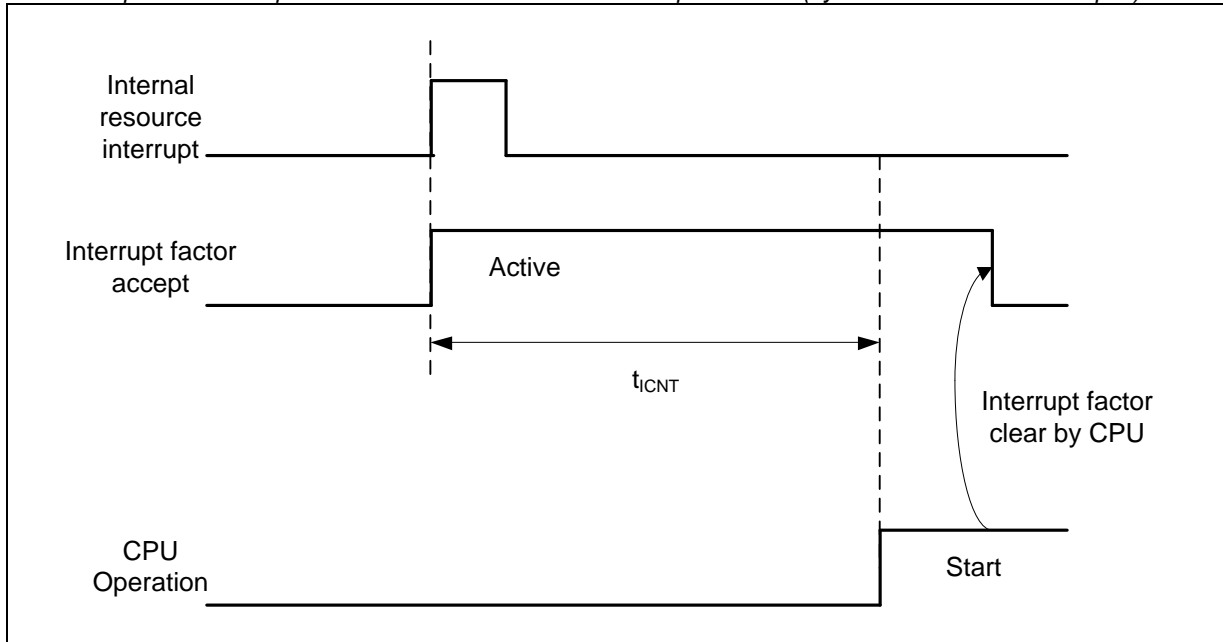 Internal
resource
interrupt
Interrupt factor
accept
Active
tICNT
Interrupt factor
clear by CPU
CPU
Operation
Start